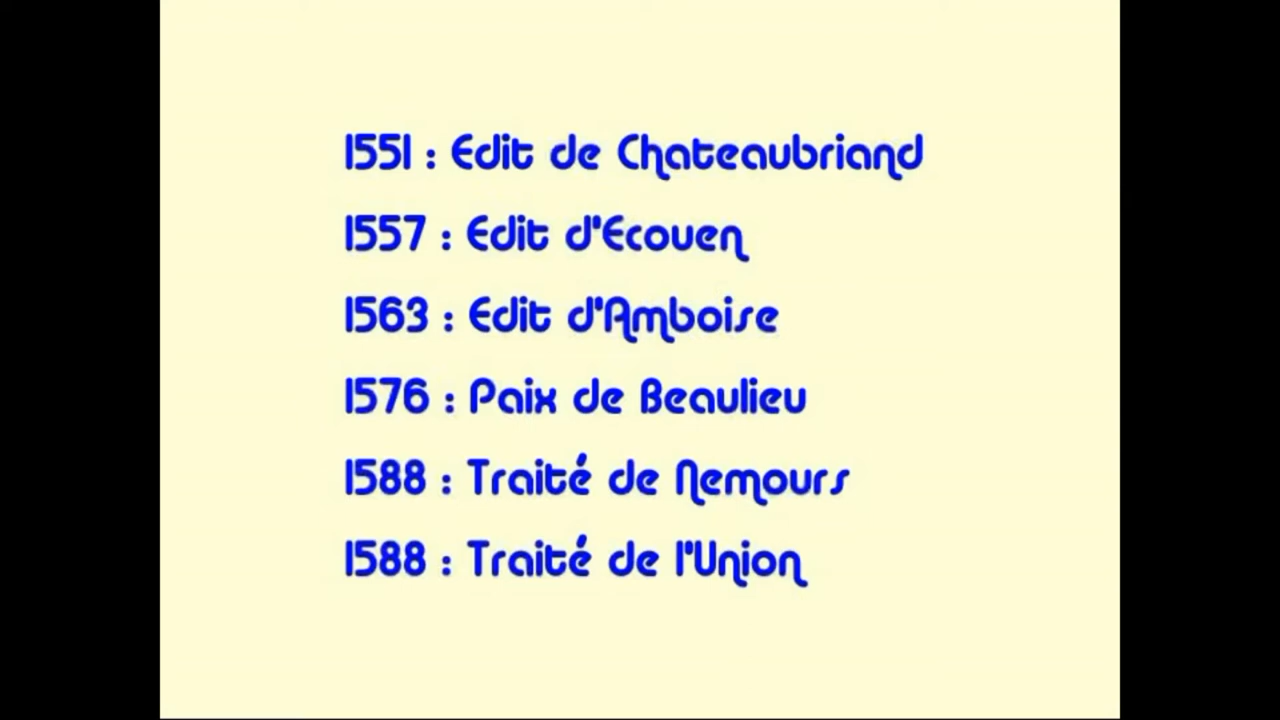 1551 : Edit de Chateaubriand
1557 : Edit d'Ecouen
1563 : Edit d'Amboise
1576 : Paix de Beaulieu
1588 : Traité de Nemours
1588 : Traité de l'Union